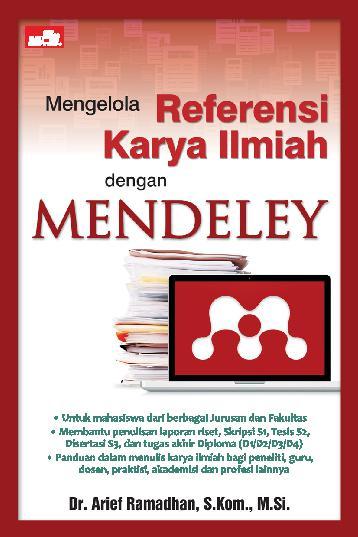 Mengelola Referensi
Karya Ilmiah
dengan
MENDELEY
• Untuk mahasiswa dari berbagai Jurusan dan Fakultas
• Membantu penulisan laporan riset, Skripsi S1, Tesis S2,
Disertasi S3, dan tugas akhir Diploma (D1/D2/D3/D4)
• Panduan dalam menulis karya ilmiah bagi peneliti, guru,
dosen, praktisi, akademisi dan profesi lainnya
Dr. Arief Ramadhan, S.Kom., M.Si.